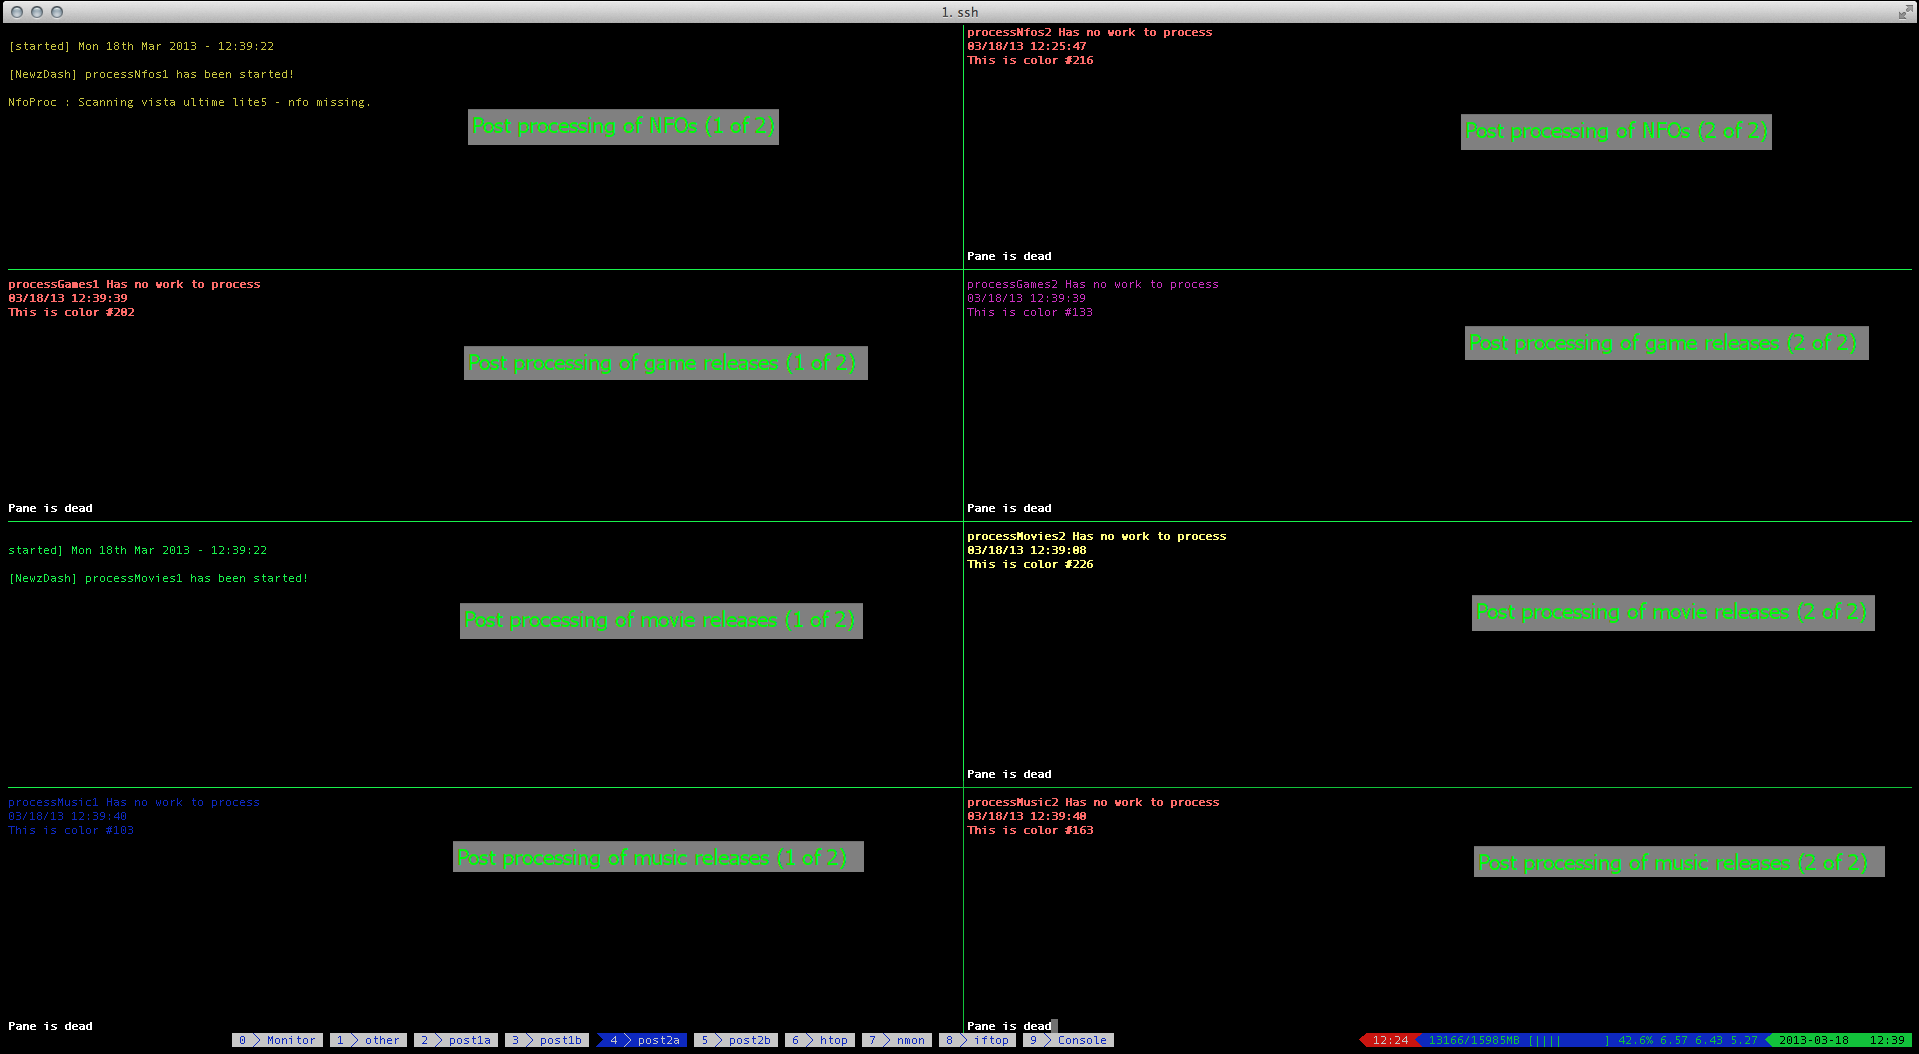 1. ssh
[started] Mon 18th Mar 2013 - 12:39:22
[NewzDash] processNfos1 has been started!
NfoProc : Scanning vista ultime lite5 - nfo missing.
Post processing of NFOs (1 of 2)
processNfos2 Has no work to process
03/18/13 12:25:47
This is color #216
Post processing of NFOs (2 of 2)
Pane is dead
processGames1 Has no work to process
03/18/13 12:39:39
This is color #202
Post processing of game releases (1 of 2)
Pane is dead
processGames2 Has no work to process
03/18/13 12:39:39
This is color #133
Post processing of game releases (2 of 2)
Pane is dead
started] Mon 18th Mar 2013 - 12:39:22
[NewzDash] processMovies1 has been started!
Post processing of movie releases (1 of 2)
processMovies2 Has no work to process
03/18/13 12:39:08
This is color #226
Post processing of movie releases (2 of 2)
Pane is dead
processMusic1 Has no work to process
03/18/13 12:39:40
This is color #103
Post processing of music releases (1 of 2)
Pane is dead
processMusic2 Has no work to process
03/18/13 12:39:40
This is color #163
Post processing of music releases (2 of 2)
Pane is dead
0 Monitor 1 other 2 post1a 3 post1b 4 post2a 5 post2b 6 htop 7 nmon 8 iftop 9 Console 12:24 13166/15985MB [||||      ] 42.6% 6.57 6.43 5.27 2013-03-18 12:39